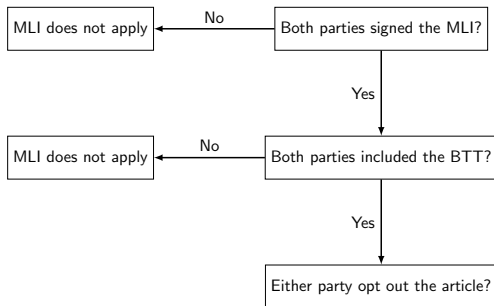 MLI does not apply
No
Both parties signed the MLI?
Yes
MLI does not apply
No
Both parties included the BTT?
Yes
Either party opt out the article?